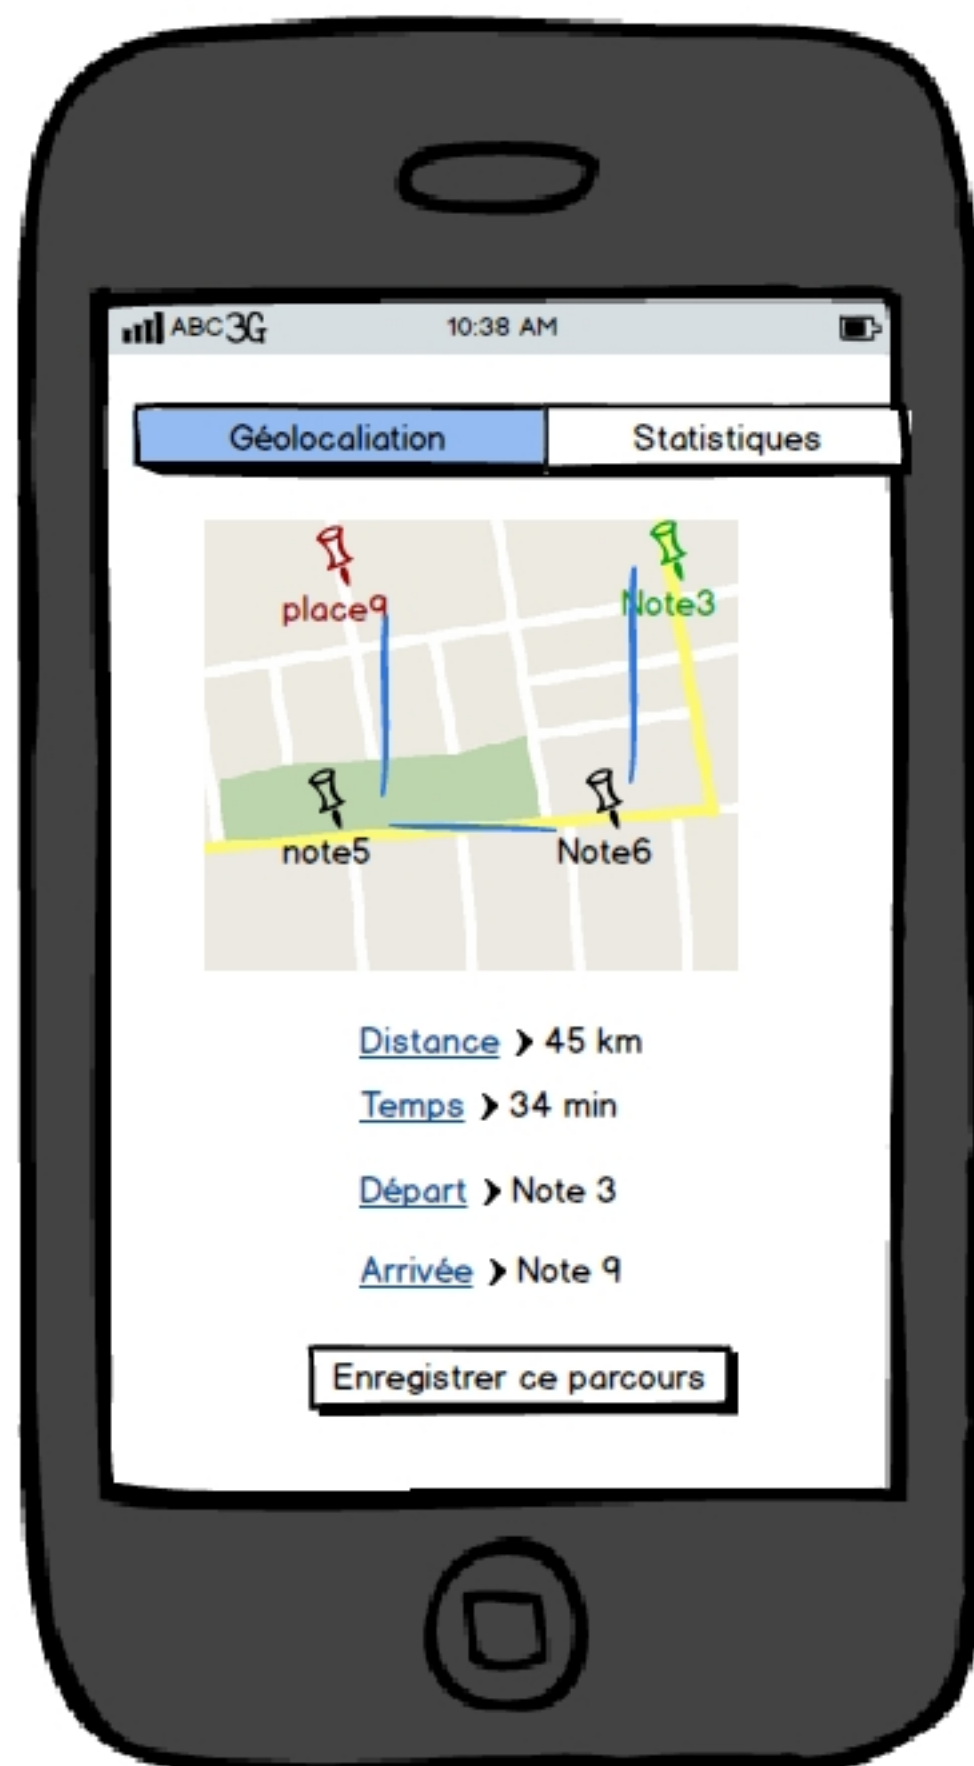 ABC 3G 10:38 AM
Géolocaliation Statistiques
place9 Note3
note5 Note6
Distance 45 km
Temps 34 min
Départ Note 3
Arrivée Note 9
Enregistrer ce parcours